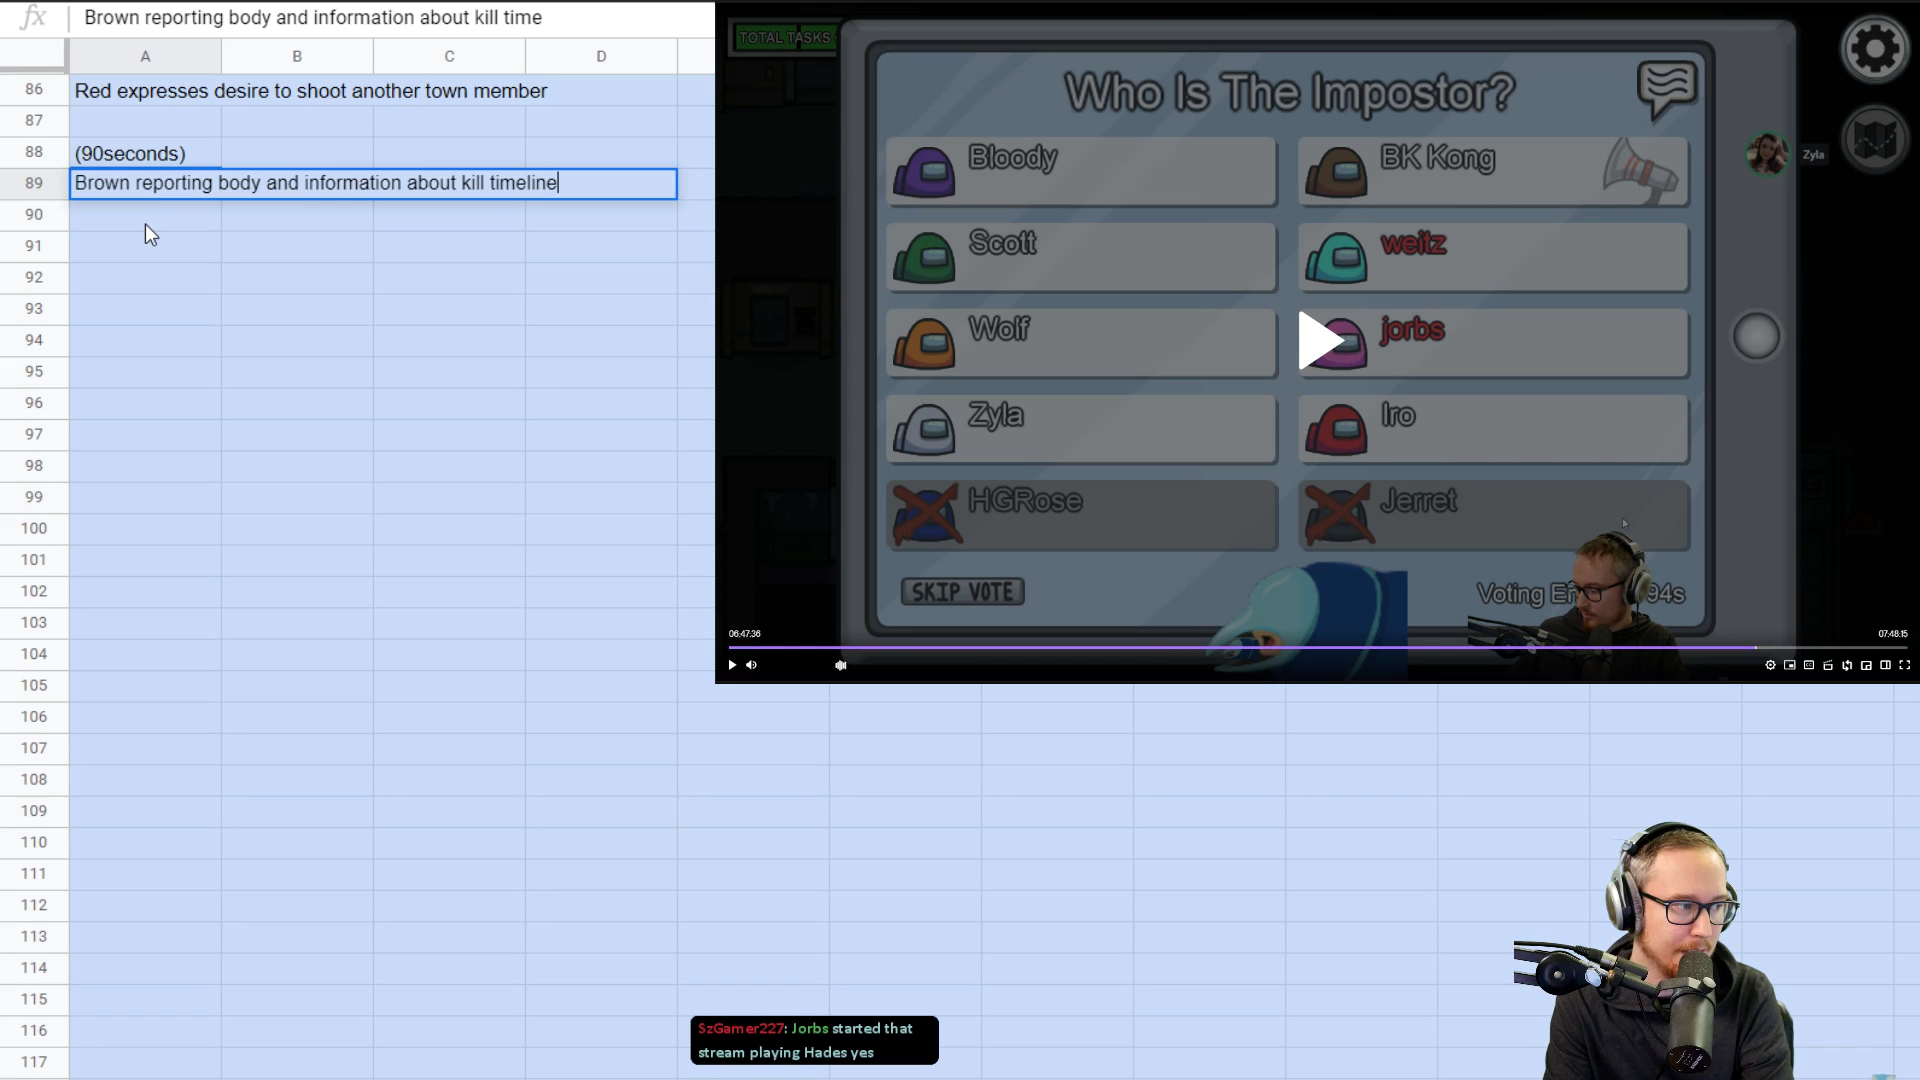 fx Brown reporting body and information about kill time
A B C D
86 Red expresses desire to shoot another town member
87
88 (90seconds)
89 Brown reporting body and information about kill timeline
90
91
92
93
94
95
96
97
98
99
100
101
102
103
104
105
106
107
108
109
110
111
112
113
114
115
116
117
TOTAL TASKS
Who Is The Impostor?
Bloody BK Kong
Scott weitz
Wolf jorbs
Zyla Iro
HGRose Jerret
SKIP VOTE Voting 94s
Zyla
06:47:36 07:48:15
SzGamer227: Jorbs started that
stream playing Hades yes